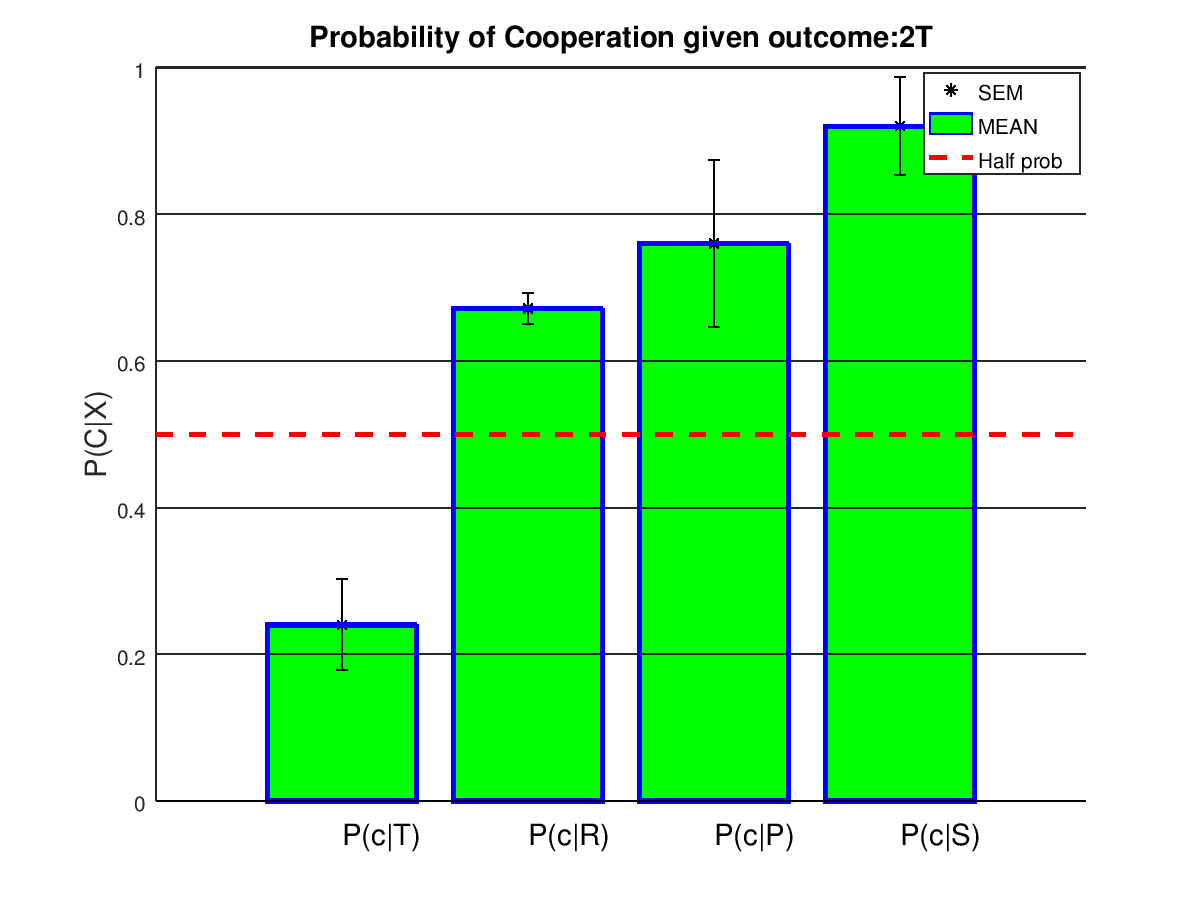 Probability of Cooperation given outcome:2T
1
SEM
MEAN
Half prob
0.8
0.6
P(C|X)
0.4
0.2
0
P(c|T)
P(c|R)
P(c|P)
P(c|S)